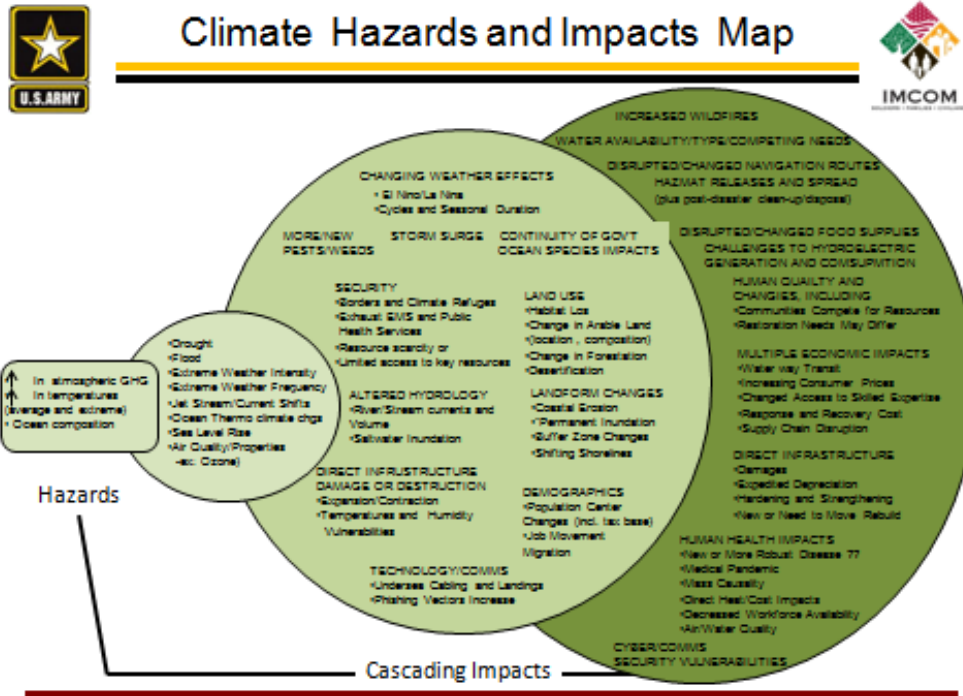 Climate Hazards and Impacts Map
U.S.ARMY
IMCOM
In atmospheric GHG
In temperatures
(average and extreme)
• Ocean composition
Hazards
•Drought
•Flood
•Extreme Weather Intensity
•Extreme Weather Frequency
•Jet Stream/Current Shifts
•Ocean Thermo climate chgs
•Sea Level Rise
•Air Quality/Properties
-ex. Ozone)
CHANGING WEATHER EFFECTS
• El Nino/La Nina
•Cycles and Seasonal Duration
MORE/NEW
PESTS/WEEDS
STORM SURGE
CONTINUITY OF GOV'T
OCEAN SPECIES IMPACTS
SECURITY
•Borders and Climate Refuges
•Exhaust EMS and Public
Health Services
•Resource scarcity or
•Limited access to key resources
ALTERED HYDROLOGY
•River/Stream currents and
Volume
•Saltwater Inundation
DIRECT INFRUSTRUCTURE
DAMAGE OR DESTRUCTION
•Expansion/Contraction
•Temperatures and Humidity
Vulnerabilities
TECHNOLOGY/COMMS
•Undersea Cabling and Landings
•Phishing Vectors Increase
LAND USE
•Habitat Los
•Change in Arable Land
(location , composition)
•Change in Forestation
•Desertification
LANDFORM CHANGES
•Coastal Erosion
•"Permanent Inundation
•Buffer Zone Changes
•Shifting Shorelines
DEMOGRAPHICS
•Population Center
Changes (incl. tax base)
•Job Movement
Migration
INCREASED WILDFIRES
WATER AVAILABILITY/TYPE/COMPETING NEEDS
DISRUPTED/CHANGED NAVIGATION ROUTES
HAZMAT RELEASES AND SPREAD
(plus post-disaster clean-up/disposal)
DISRUPTED/CHANGED FOOD SUPPLIES
CHALLENGES TO HYDROELECTRIC
GENERATION AND COMSUPMTION
HUMAN QUAILTY AND
CHANGIES, INCLUDING
•Communities Compete for Resources
•Restoration Needs May Differ
MULTIPLE ECONOMIC IMPACTS
•Water way Transit
•Increasing Consumer Prices
•Changed Access to Skilled Expertise
•Response and Recovery Cost
•Supply Chain Disruption
DIRECT INFRASTRUCTURE
•Damages
•Expedited Depreciation
•Hardening and Strengthening
•New or Need to Move Rebuild
HUMAN HEALTH IMPACTS
•New or More Robust Disease ??
•Medical Pandemic
•Mass Causality
•Direct Heat/Cost Impacts
•Decreased Workforce Availability
•Air/Water Quality
CYBER/COMMS
SECURITY VULNERABILITIES
Cascading Impacts